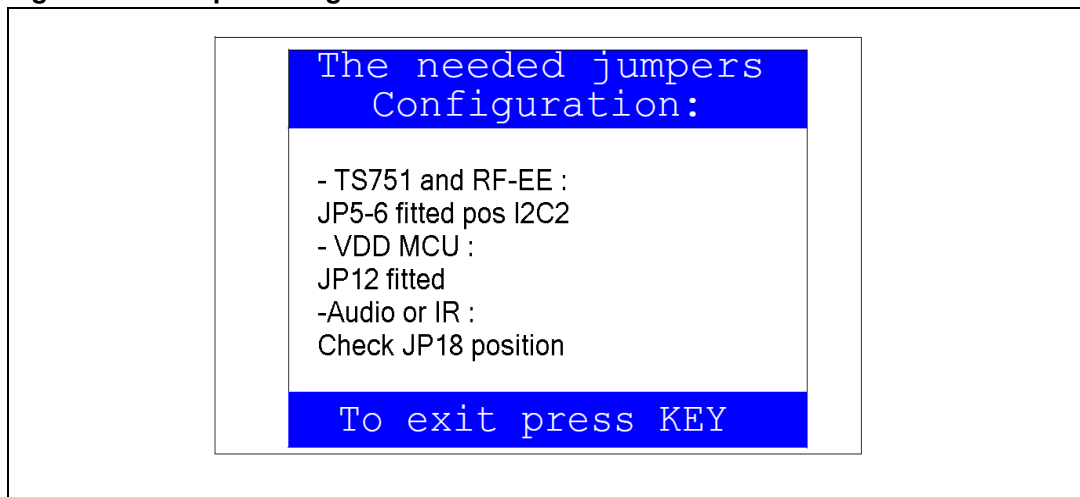 The needed jumpers
Configuration:
- TS751 and RF-EE :
JP5-6 fitted pos I2C2
- VDD MCU :
JP12 fitted
-Audio or IR :
Check JP18 position
To exit press KEY